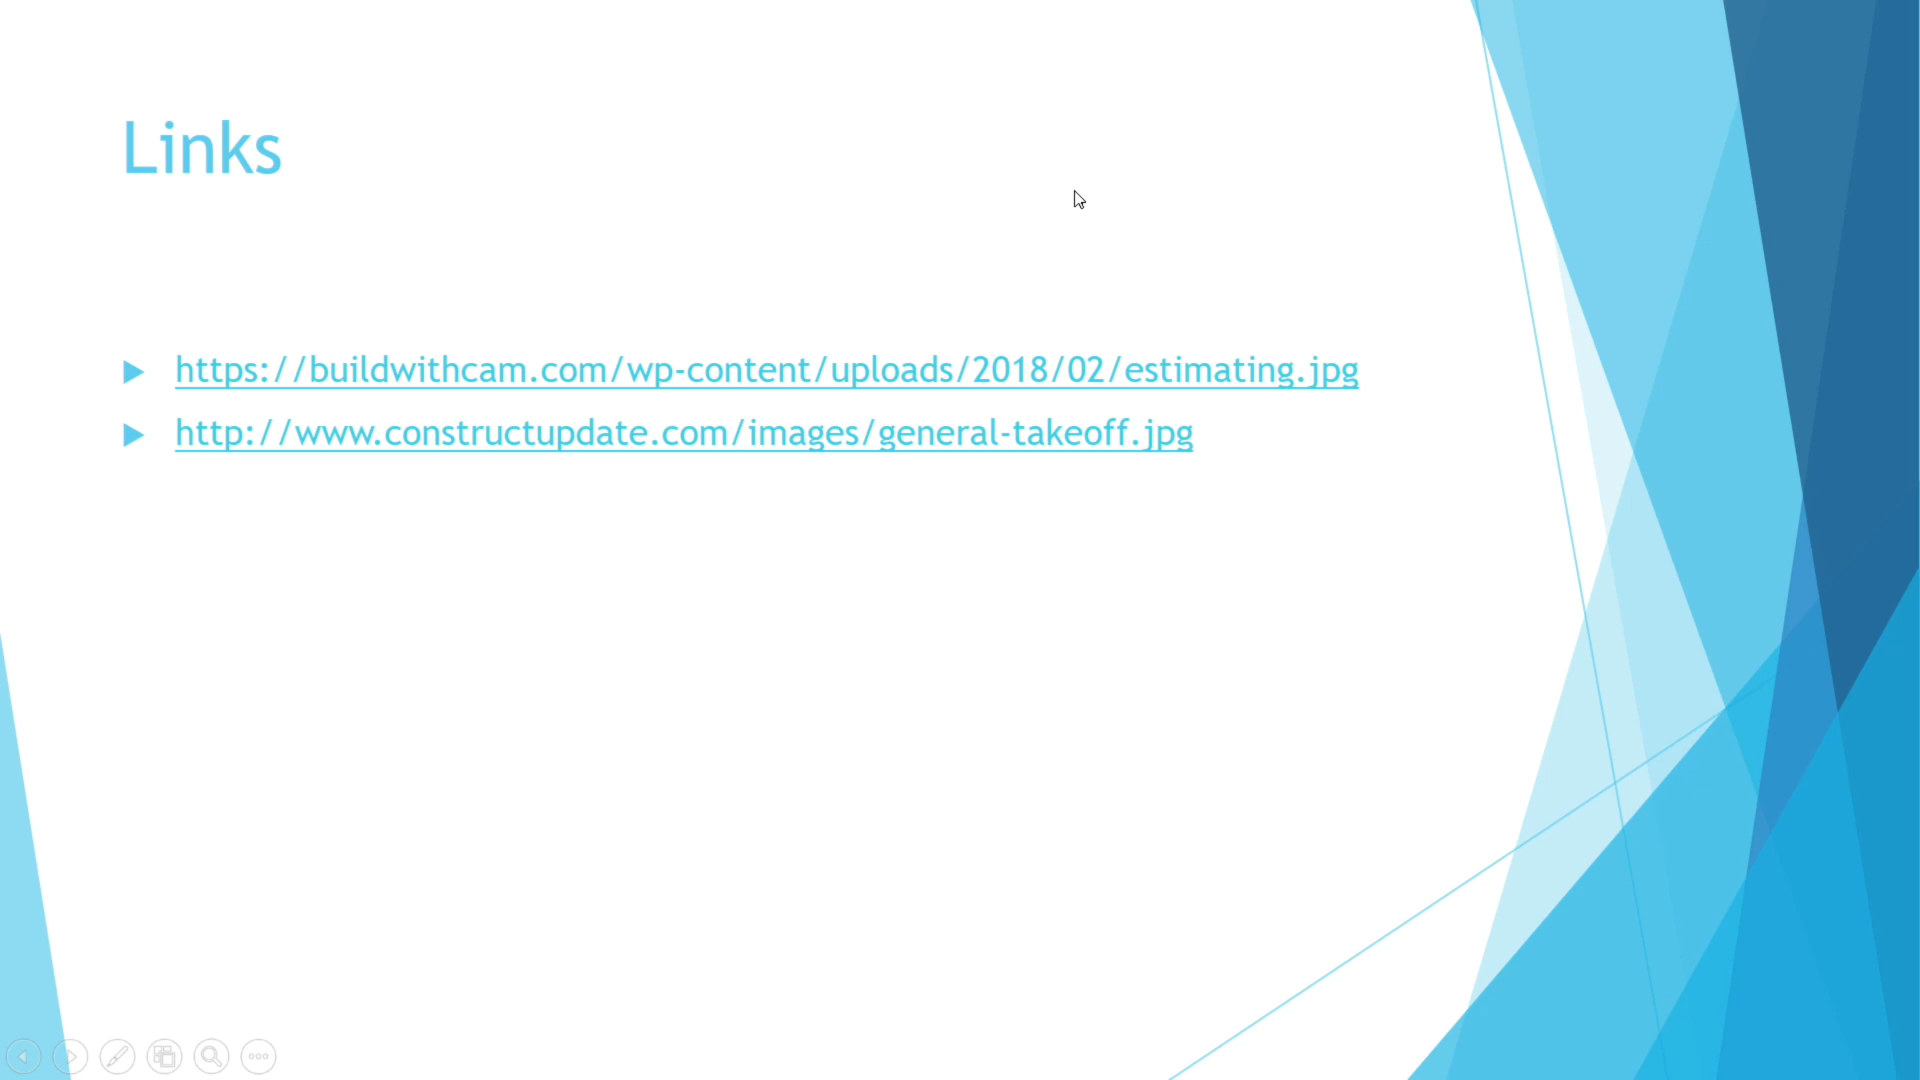 Links
https://buildwithcam.com/wp-content/uploads/2018/02/estimating.jpg
http://www.constructupdate.com/images/general-takeoff.jpg